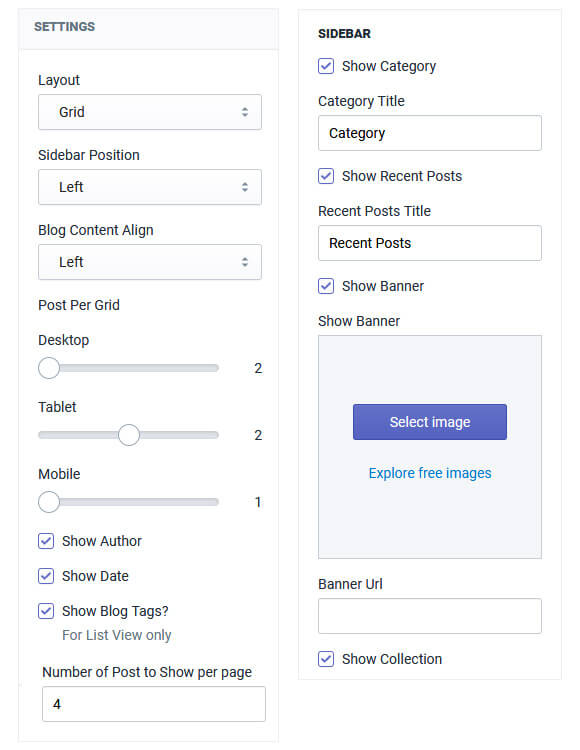 SETTINGS
Layout
Grid
Sidebar Position
Left
Blog Content Align
Left
Post Per Grid
Desktop
2
Tablet
2
Mobile
1
Show Author
Show Date
Show Blog Tags?
For List View only
Number of Post to Show per page
4
SIDEBAR
Show Category
Category Title
Category
Show Recent Posts
Recent Posts Title
Recent Posts
Show Banner
Show Banner
Select image
Explore free images
Banner Url
Show Collection